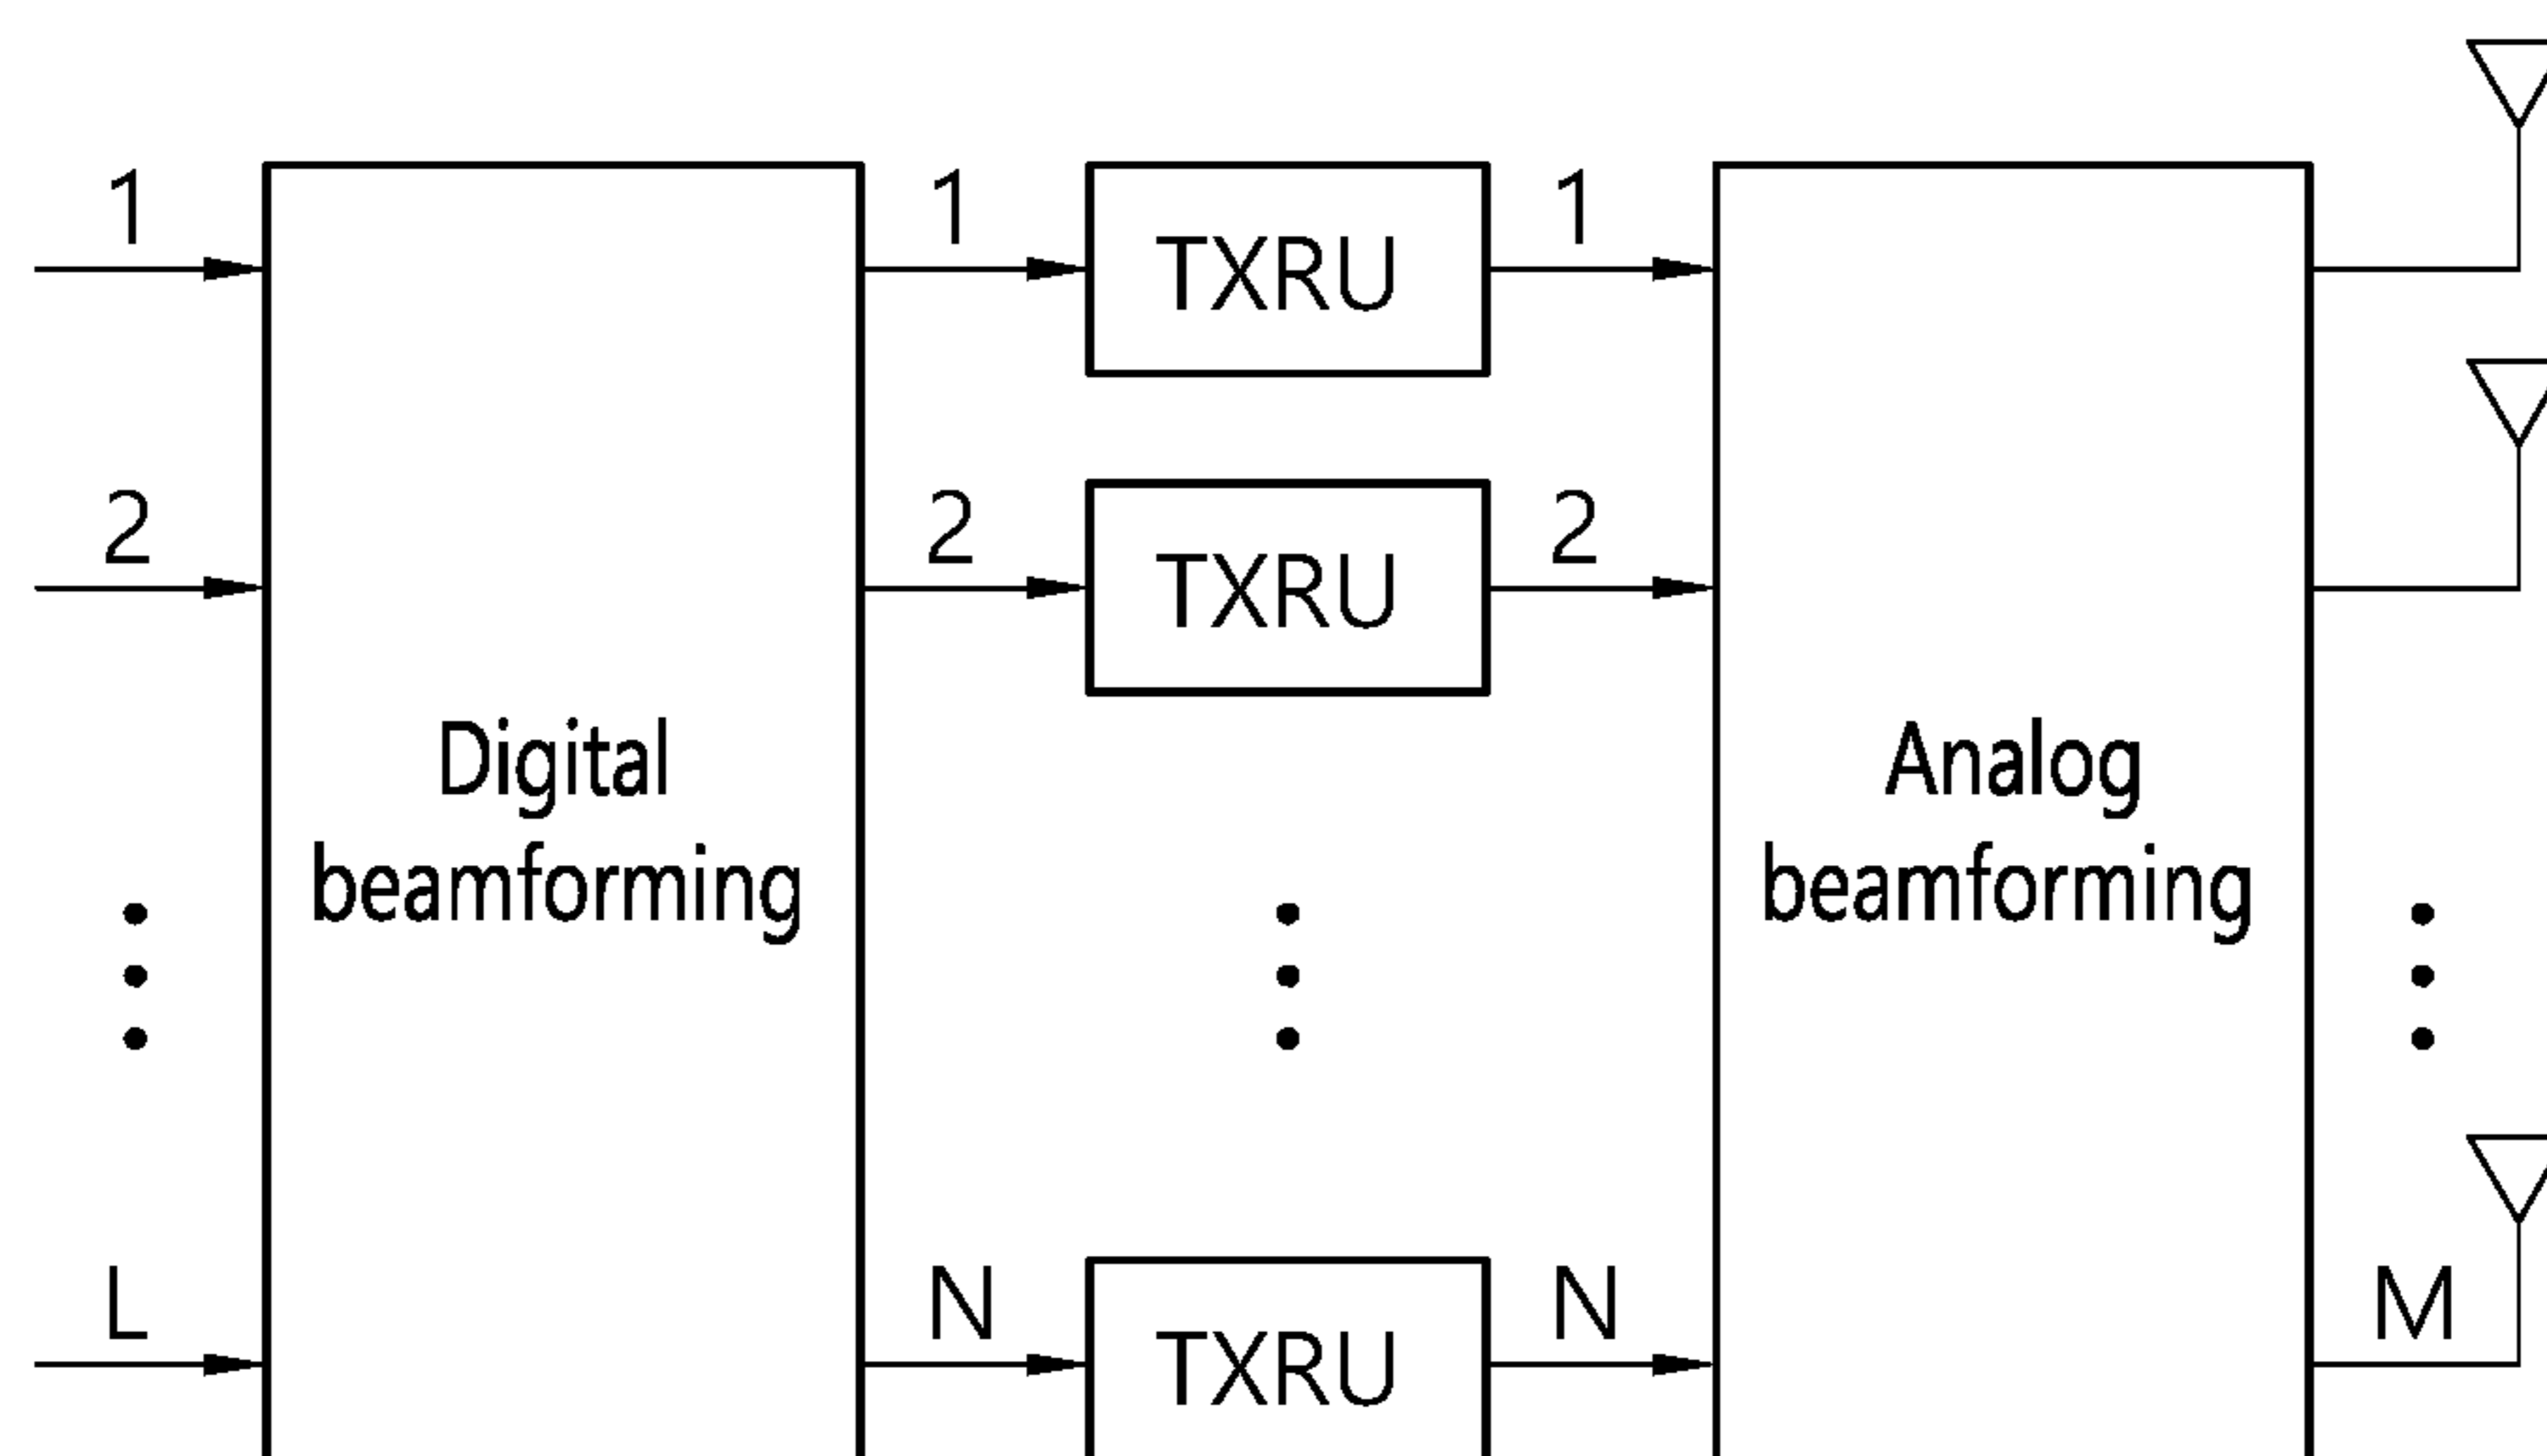 1 1 TXRU 1
2 2 TXRU 2
Digital
beamforming
Analog
beamforming
L N TXRU N M